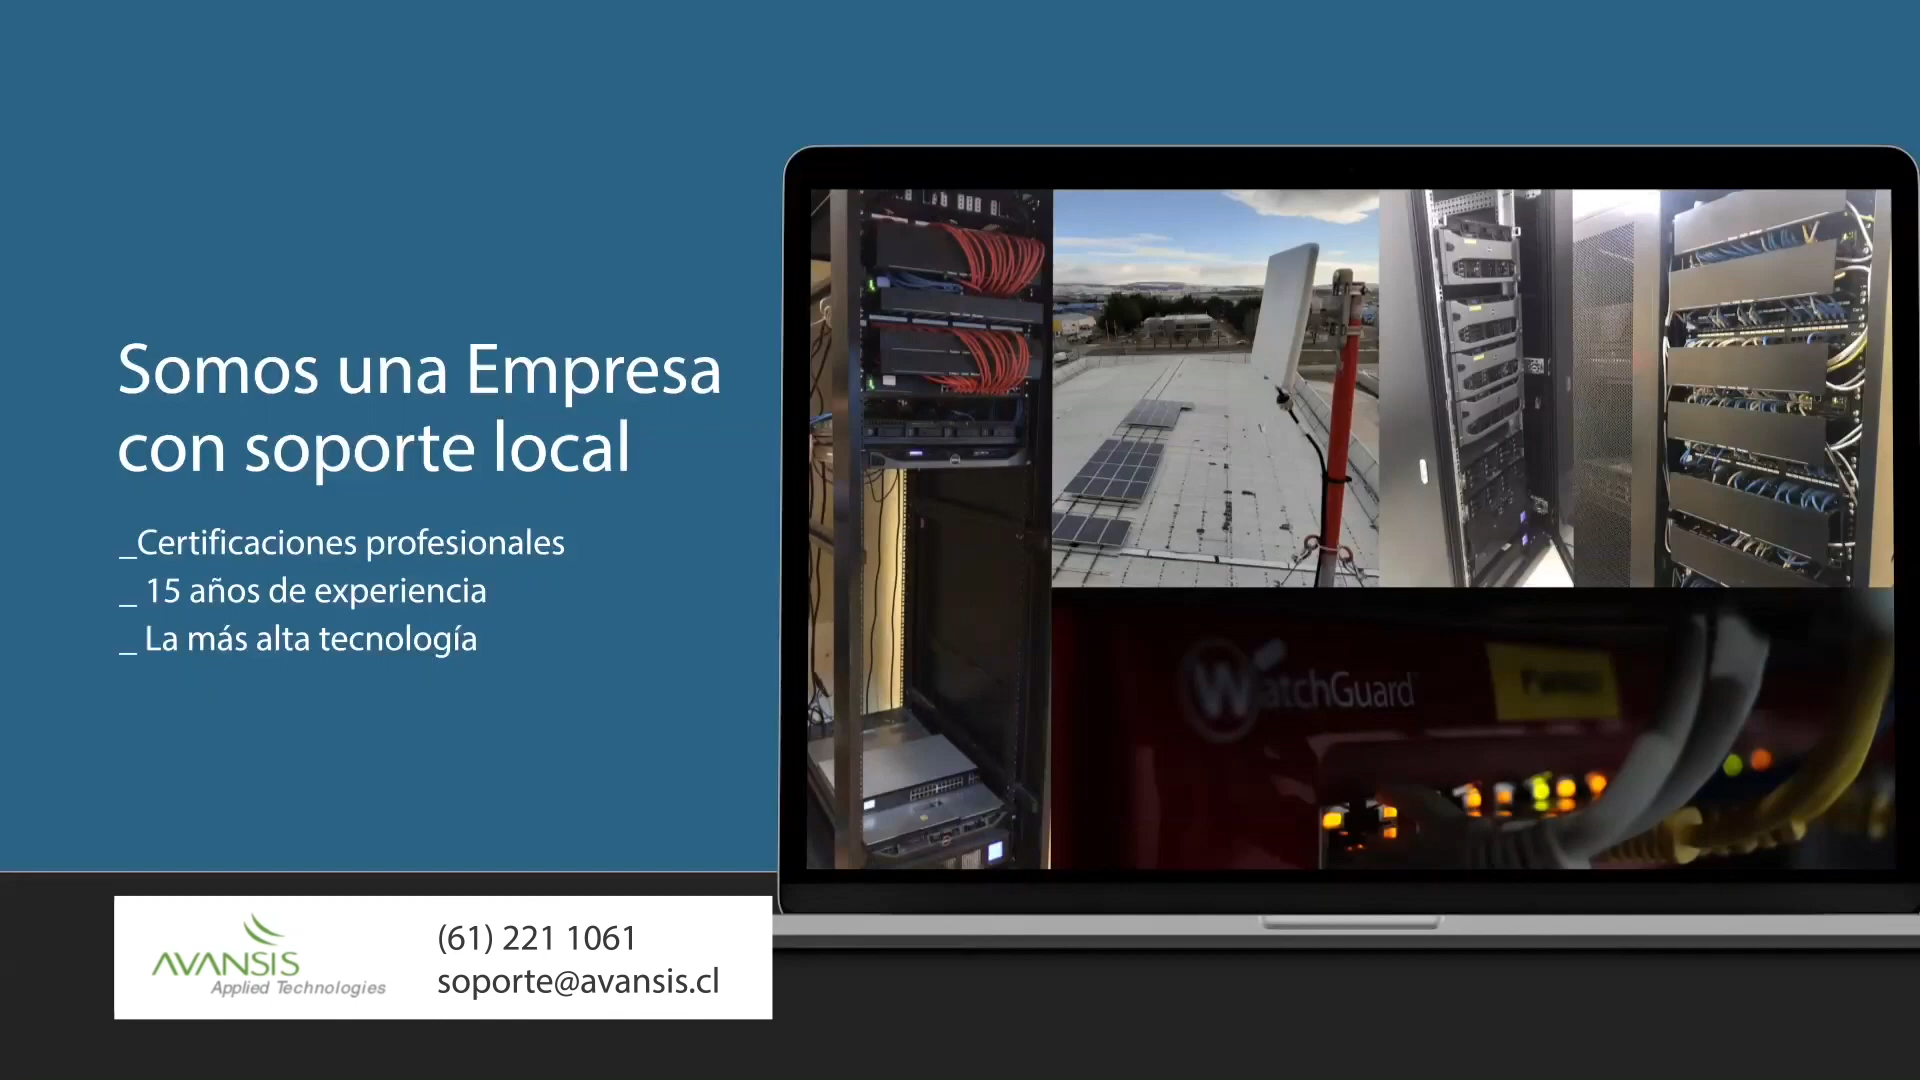 Somos una Empresa
con soporte local
_Certificaciones profesionales
_ 15 años de experiencia
_ La más alta tecnología
WatchGuard
AVANSIS
Applied Technologies
(61) 221 1061
soporte@avansis.cl